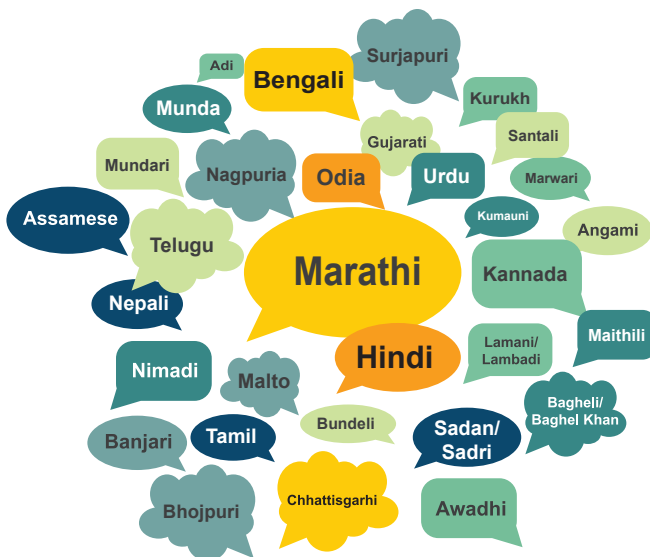 Surjapuri
Adi
Bengali
Kurukh
Munda
Santali
Gujarati
Mundari
Nagpuria
Odia
Urdu
Marwari
Assamese
Kumauni
Angami
Telugu
Marathi
Kannada
Nepali
Maithili
Hindi
Lamani/
Lambadi
Nimadi
Malto
Bagheli/
Baghel Khan
Bundeli
Banjari
Tamil
Sadan/
Sadri
Chhattisgarhi
Bhojpuri
Awadhi